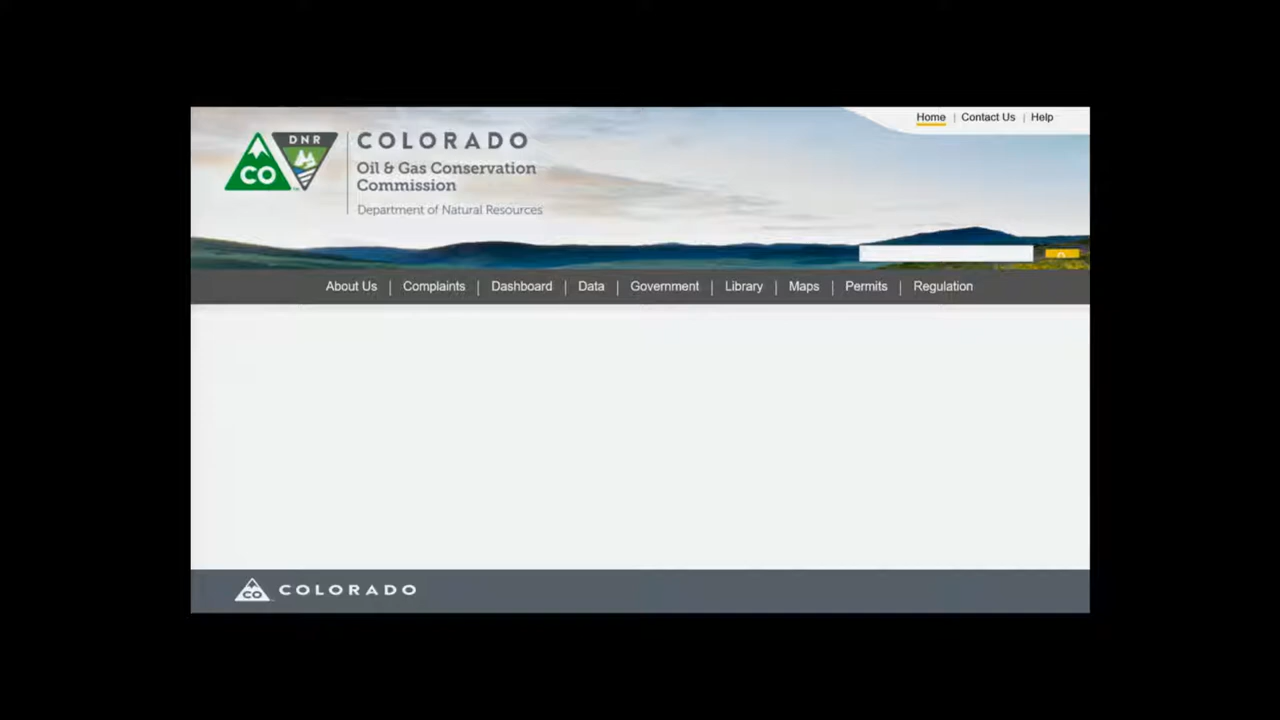 Home | Contact Us | Help
DNR
CO
COLORADO
Oil & Gas Conservation
Commission
Department of Natural Resources
About Us | Complaints | Dashboard | Data | Government | Library | Maps | Permits | Regulation
CO COLORADO